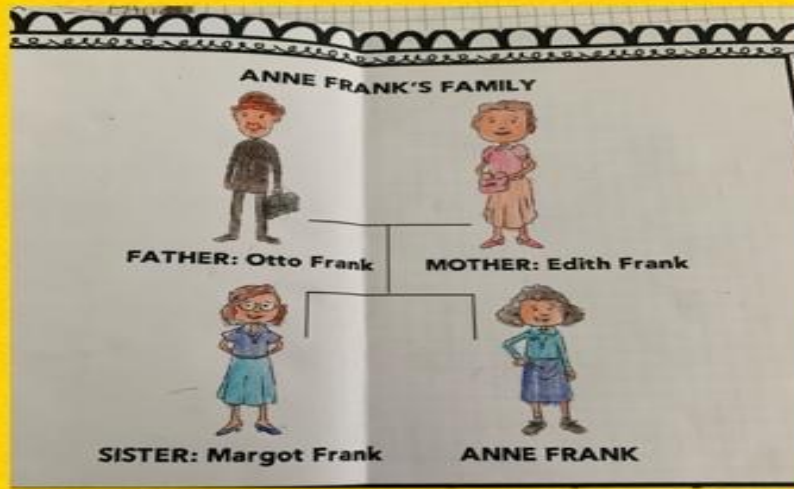 ANNE FRANK'S FAMILY
FATHER: Otto Frank
MOTHER: Edith Frank
SISTER: Margot Frank
ANNE FRANK